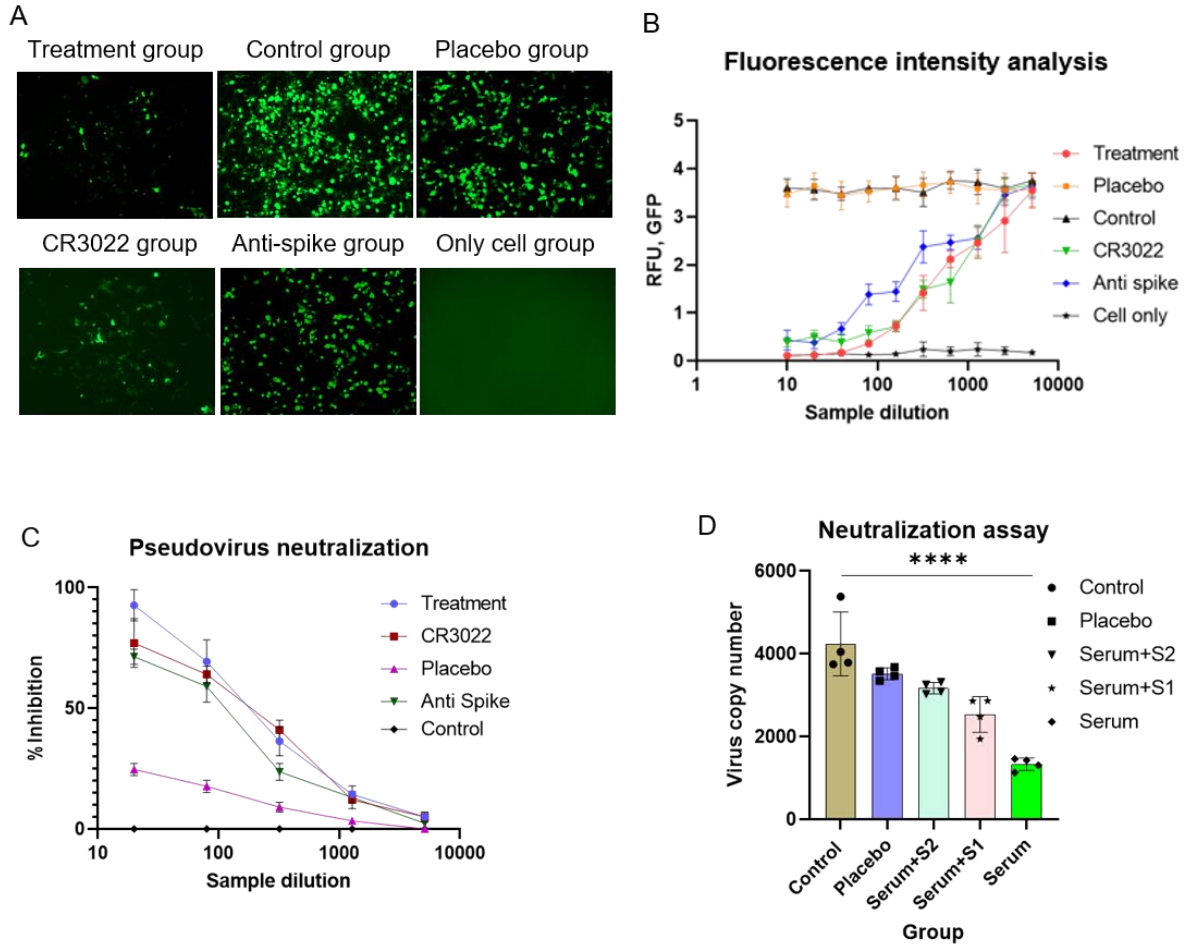 A
Treatment group
Control group
Placebo group
CR3022 group
Anti-spike group
Only cell group
B
Fluorescence intensity analysis
RFU, GFP
5
4
3
2
1
0
1
10
100
1000
10000
Sample dilution
Treatment
Placebo
Control
CR3022
Anti spike
Cell only
C
Pseudovirus neutralization
% Inhibition
100
50
0
10
100
1000
10000
Sample dilution
Treatment
CR3022
Placebo
Anti Spike
Control
D
Neutralization assay
****
Virus copy number
6000
4000
2000
0
Control
Placebo
Serum+S2
Serum+S1
Serum
Group
Control
Placebo
Serum+S2
Serum+S1
Serum